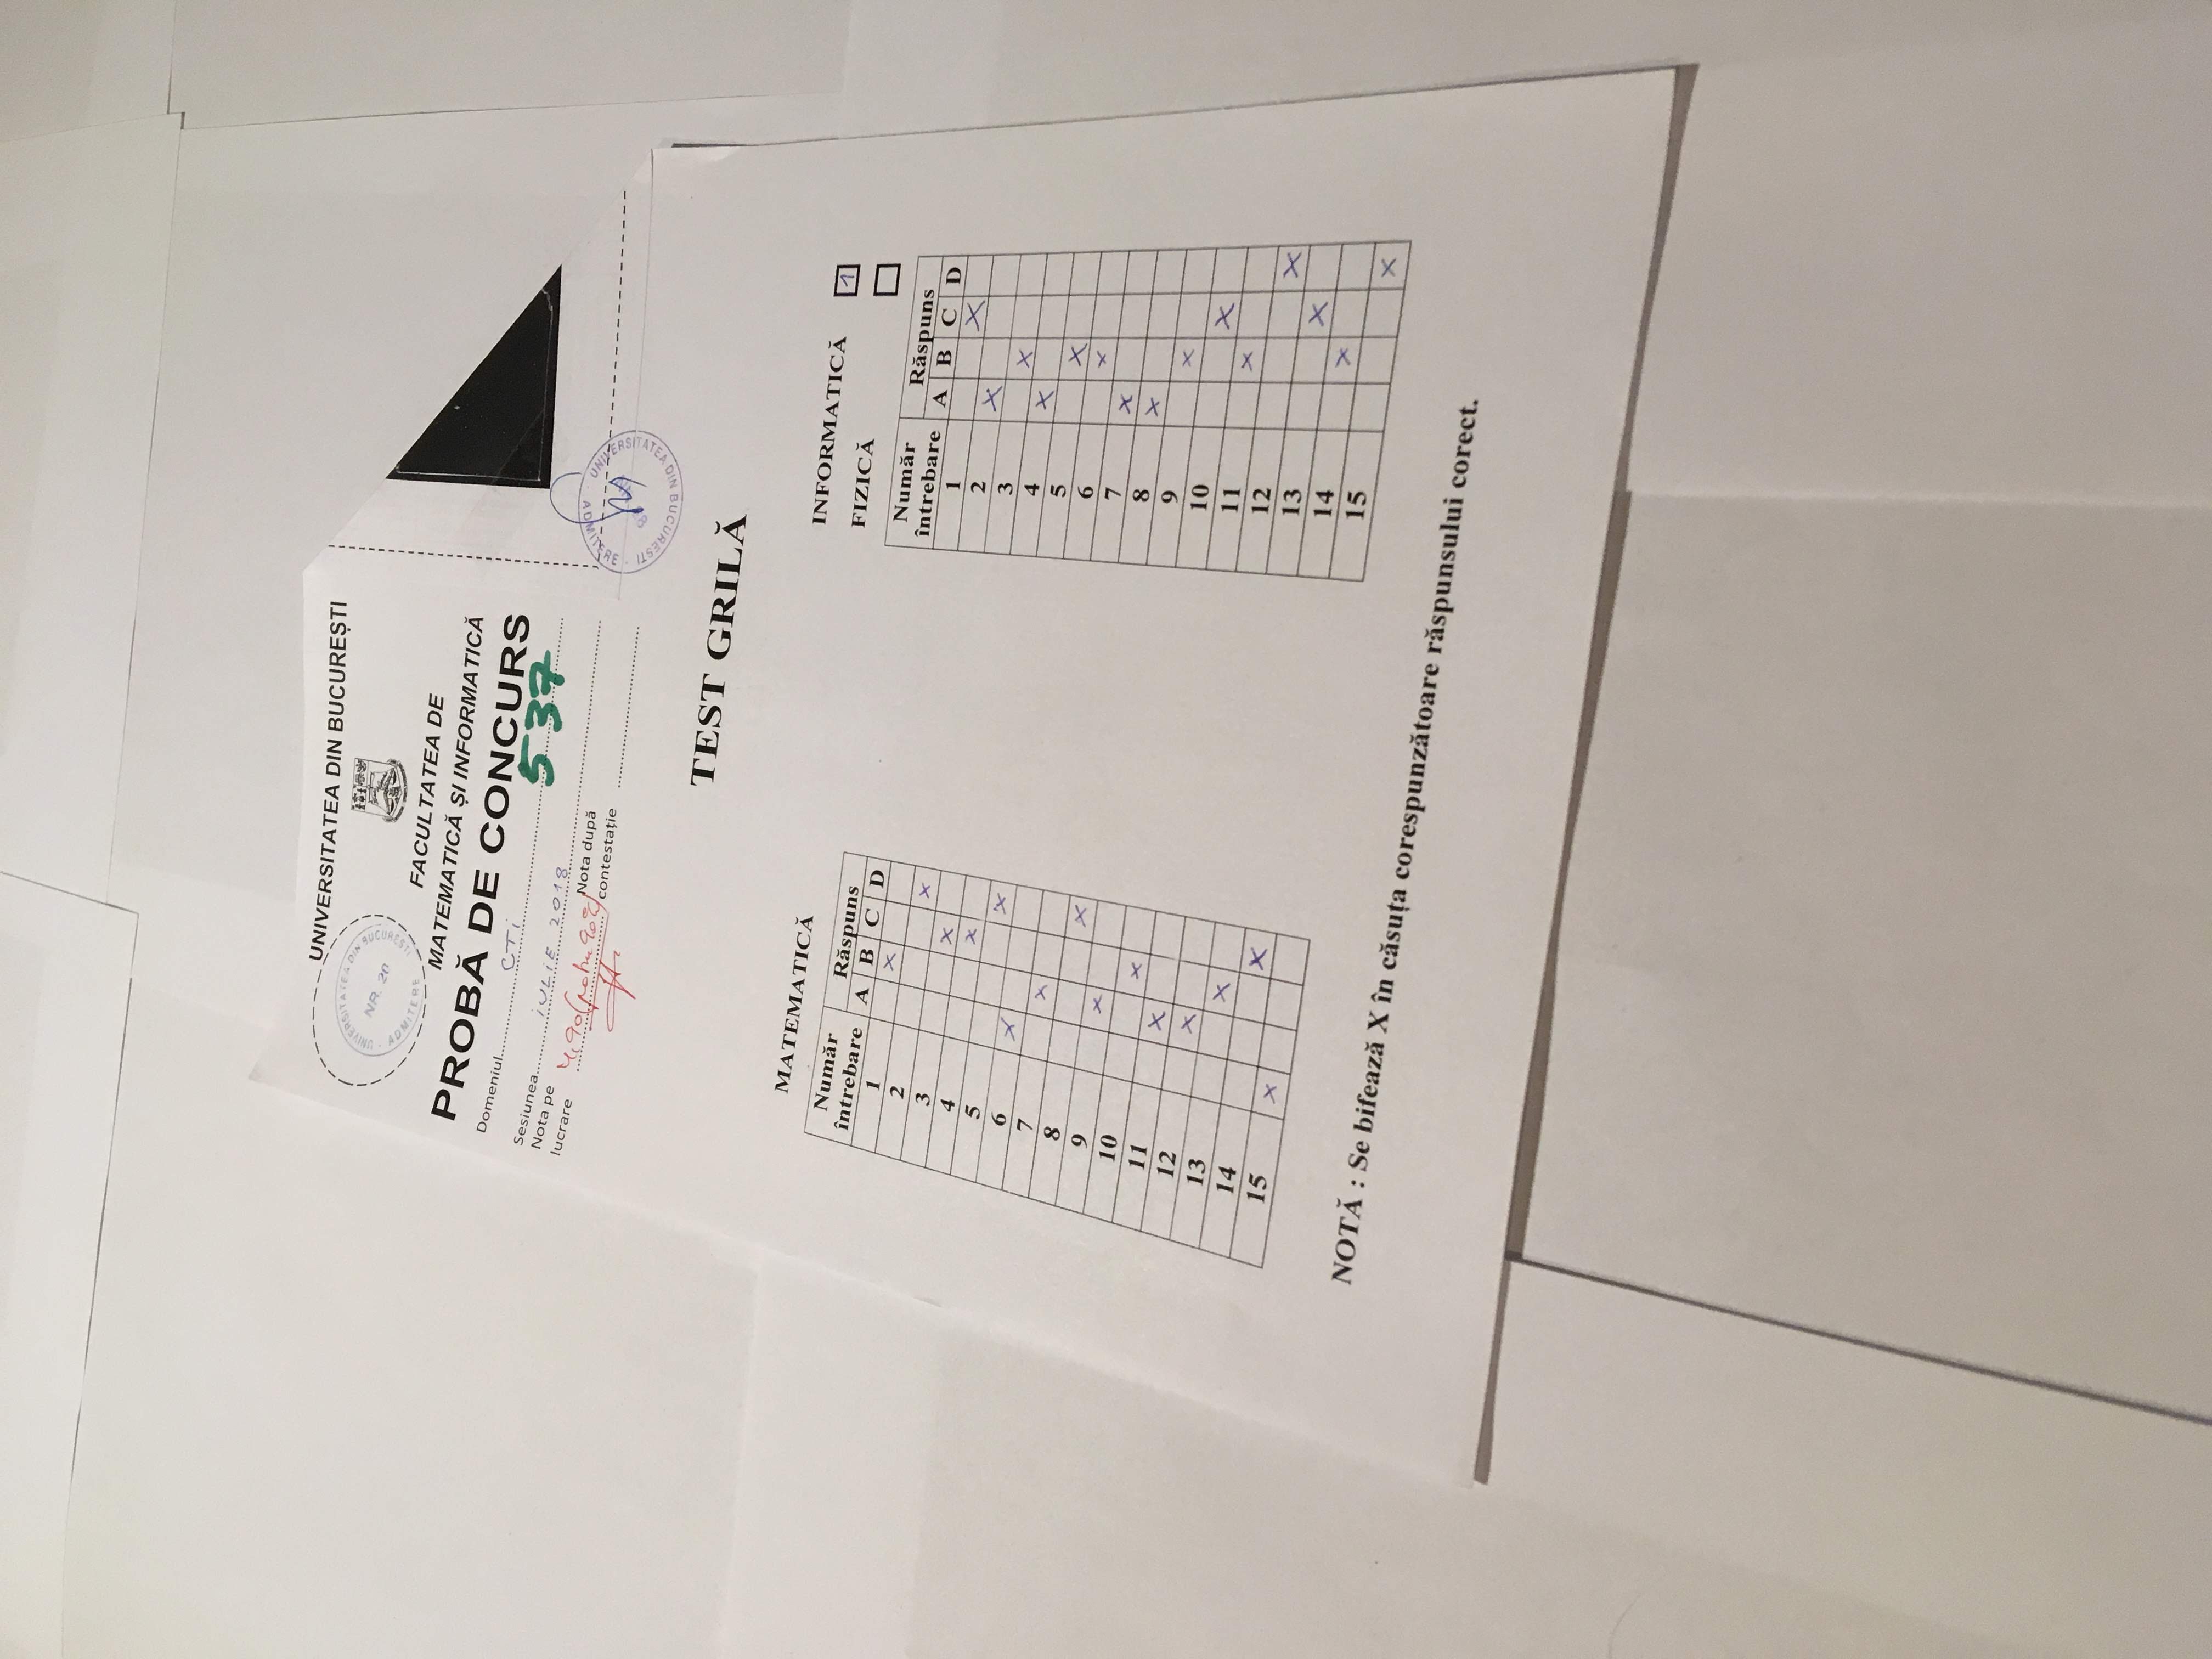 UNIVERSITATEA DIN BUCUREȘTI
UNIVERSITATEA DIN BUCUREȘTI
NR. 20
ADMITERE
FACULTATEA DE
MATEMATICĂ ȘI INFORMATICĂ
PROBĂ DE CONCURS
Domeniul CTi
537
Sesiunea iULiE 2018
Nota pe lucrare 4,90 (pentru 90%)
Nota după contestație
UNIVERSITATEA DIN BUCUREȘTI
ADMITERE
TEST GRILĂ
MATEMATICĂ
Număr întrebare Răspuns
A B C D
1 x
2 x
3 x
4 x
5 x
6 x
7 x
8 x
9 x
10 x
11 x
12 x
13 x
14 x
15 x
INFORMATICĂ 1
FIZICĂ
Număr întrebare Răspuns
A B C D
1 x
2 x
3 x
4 x
5 x
6 x
7 x
8 x
9 x
10 x
11 x
12 x
13 x
14 x
15 x
NOTĂ : Se bifează X în căsuța corespunzătoare răspunsului corect.